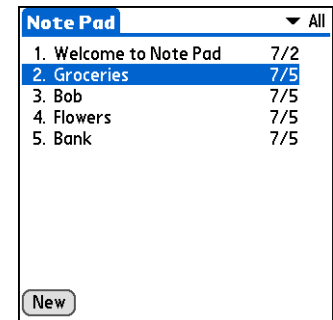 Note Pad All
1. Welcome to Note Pad 7/2
2. Groceries 7/5
3. Bob 7/5
4. Flowers 7/5
5. Bank 7/5
New